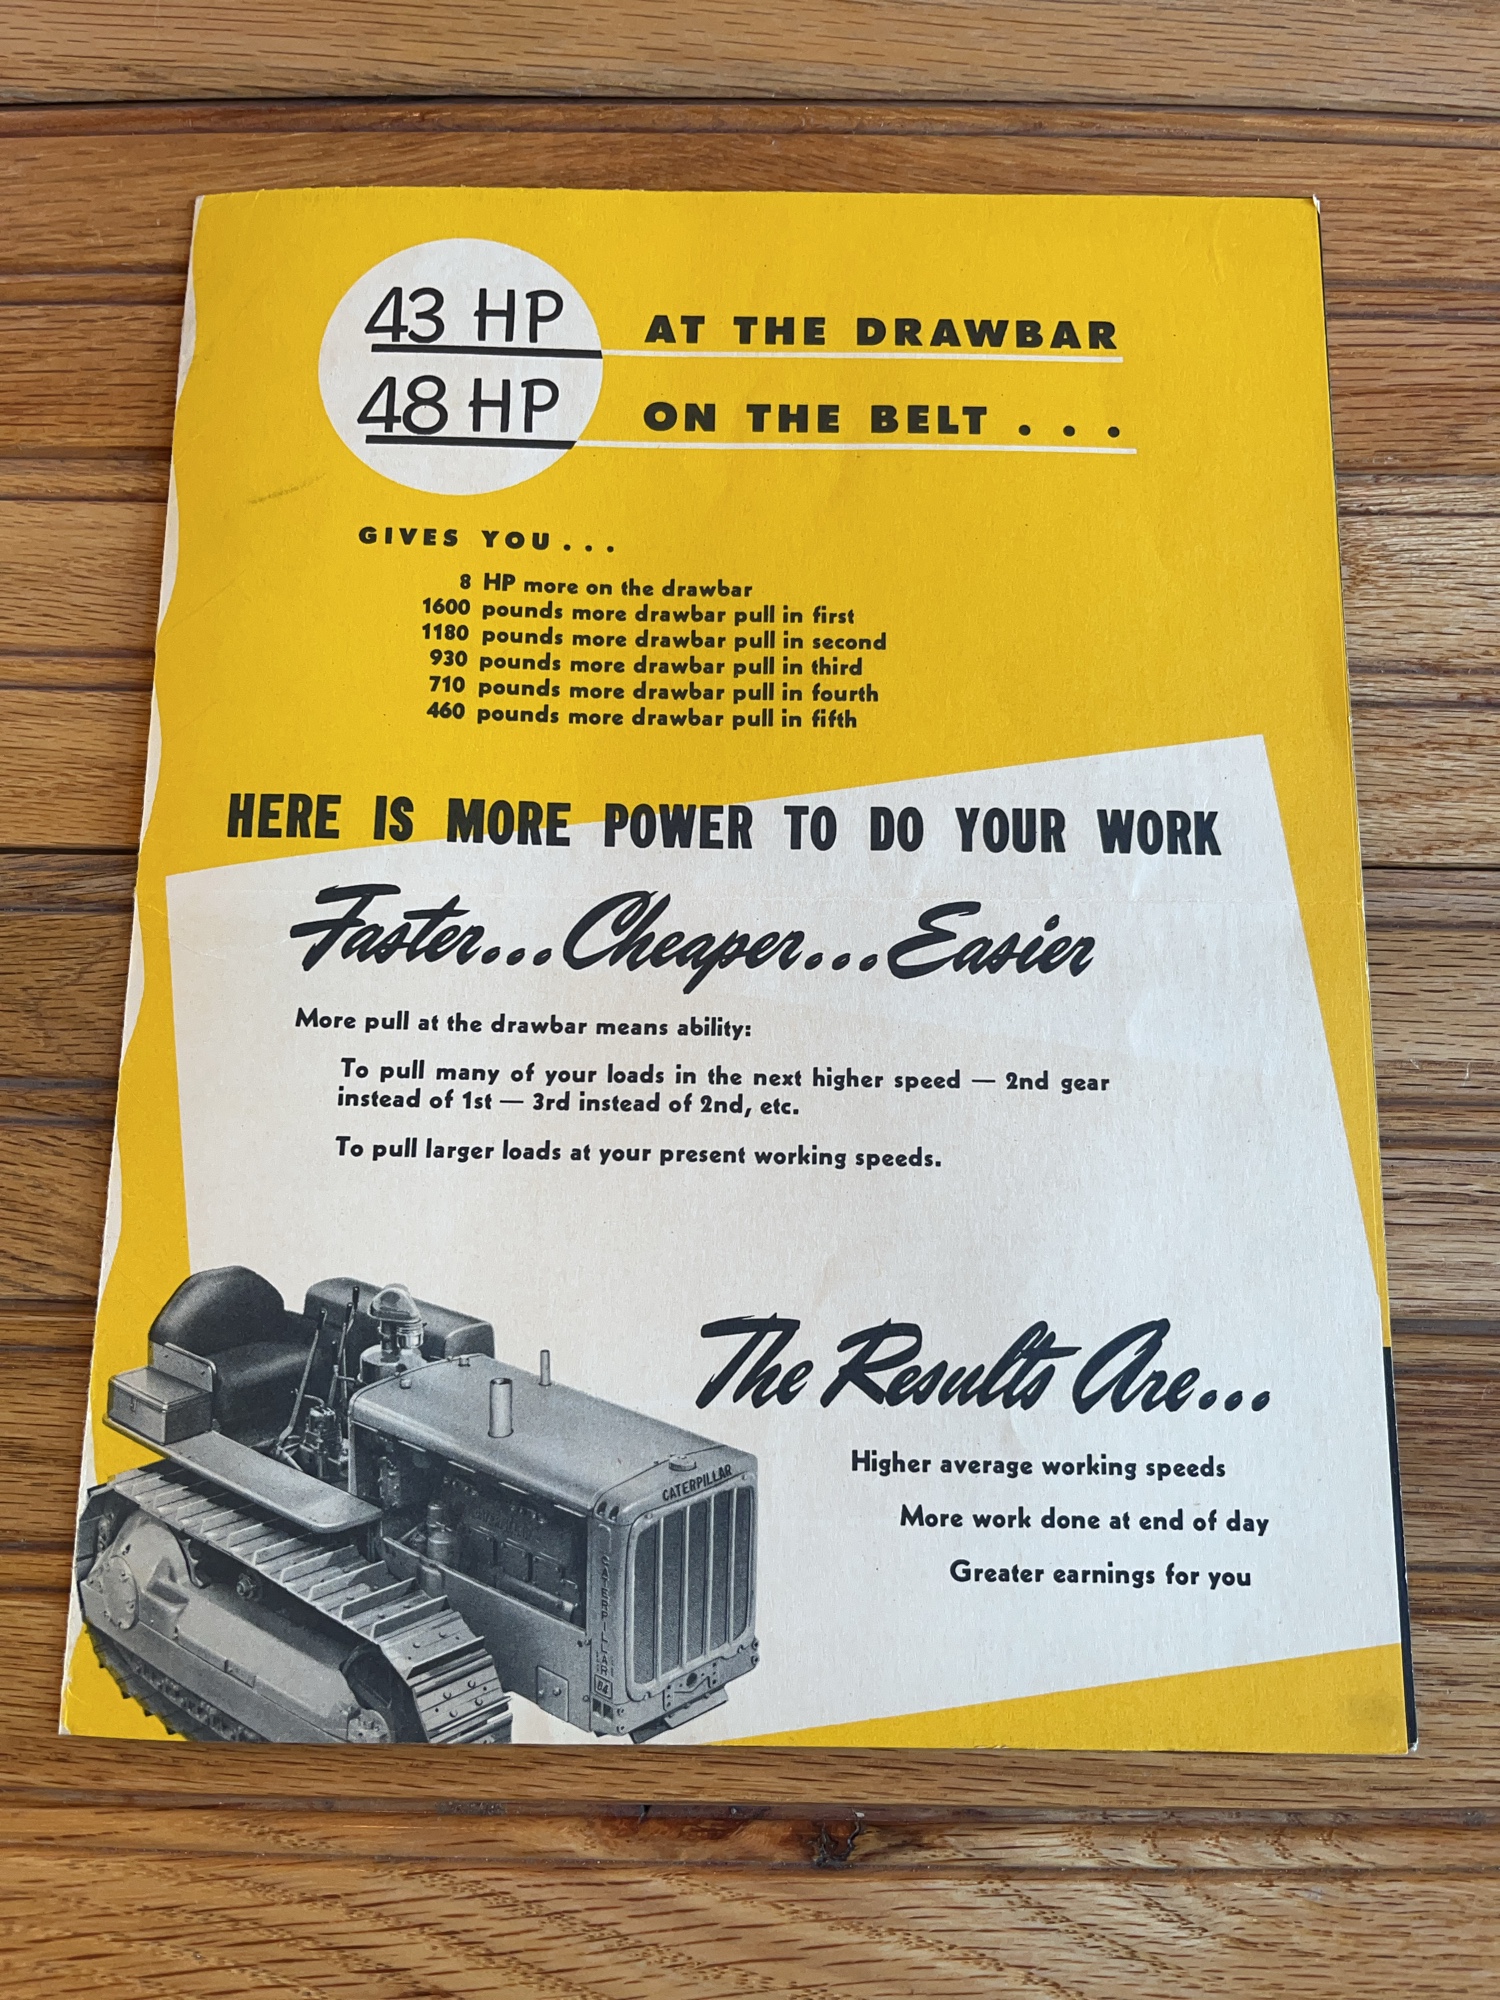 43 HP AT THE DRAWBAR
48 HP ON THE BELT . . .
GIVES YOU . . .
8 HP more on the drawbar
1600 pounds more drawbar pull in first
1180 pounds more drawbar pull in second
930 pounds more drawbar pull in third
710 pounds more drawbar pull in fourth
460 pounds more drawbar pull in fifth
HERE IS MORE POWER TO DO YOUR WORK
Faster...Cheaper...Easier
More pull at the drawbar means ability:
To pull many of your loads in the next higher speed — 2nd gear
instead of 1st — 3rd instead of 2nd, etc.
To pull larger loads at your present working speeds.
The Results Are...
Higher average working speeds
More work done at end of day
Greater earnings for you
CATERPILLAR
CATERPILLAR